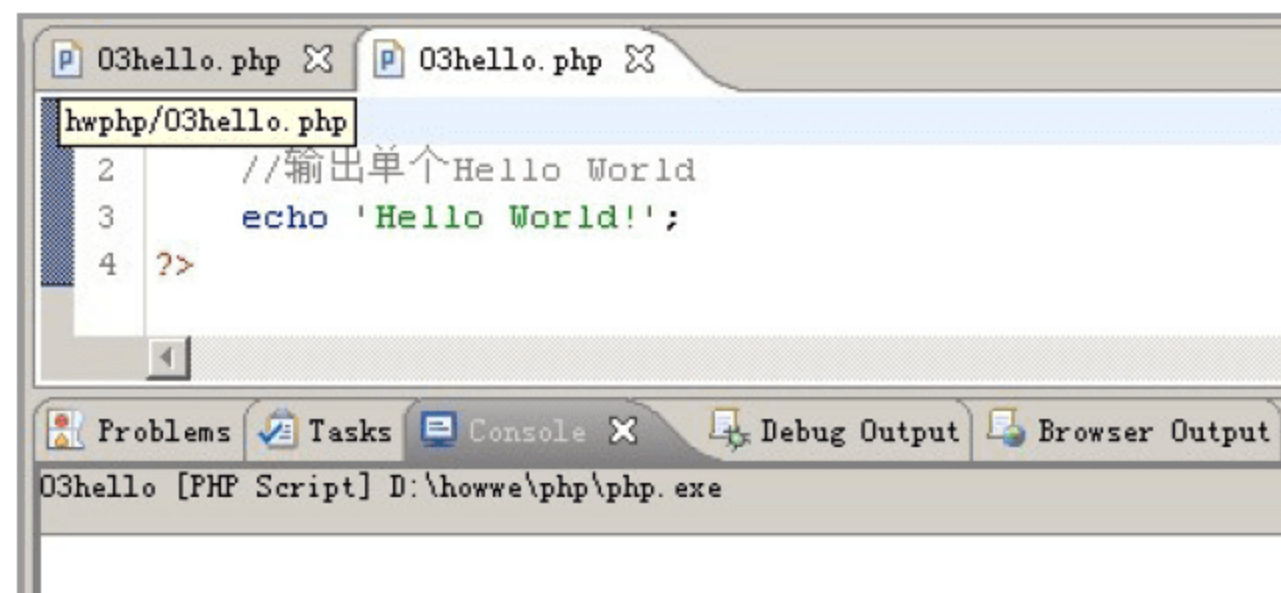 03hello.php 03hello.php
hwphp/03hello.php
2 //输出单个Hello World
3 echo 'Hello World!';
4 ?>
Problems Tasks Console Debug Output Browser Output
03hello [PHP Script] D:\howwe\php\php.exe